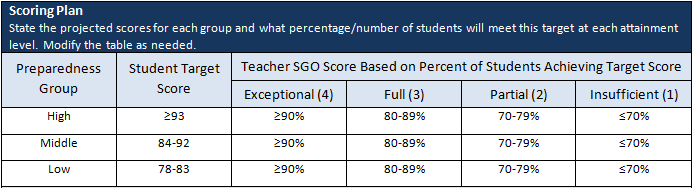 Scoring Plan
State the projected scores for each group and what percentage/number of students will meet this target at each attainment
level. Modify the table as needed.
Preparedness Group Student Target Score Teacher SGO Score Based on Percent of Students Achieving Target Score
Exceptional (4) Full (3) Partial (2) Insufficient (1)
High ≥93 ≥90% 80-89% 70-79% ≤70%
Middle 84-92 ≥90% 80-89% 70-79% ≤70%
Low 78-83 ≥90% 80-89% 70-79% ≤70%